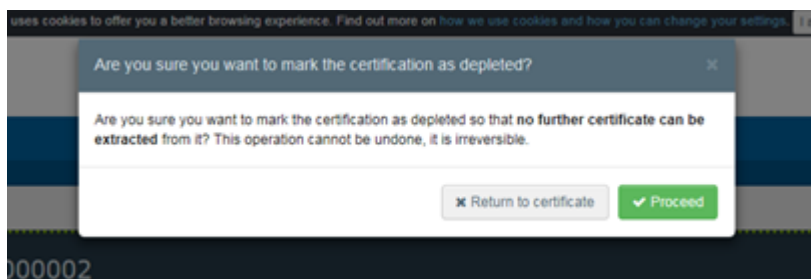 uses cookies to offer you a better browsing experience. Find out more on how we use cookies and how you can change your settings.
Are you sure you want to mark the certification as depleted?
Are you sure you want to mark the certification as depleted so that no further certificate can be
extracted from it? This operation cannot be undone, it is irreversible.
Return to certificate
Proceed
000002